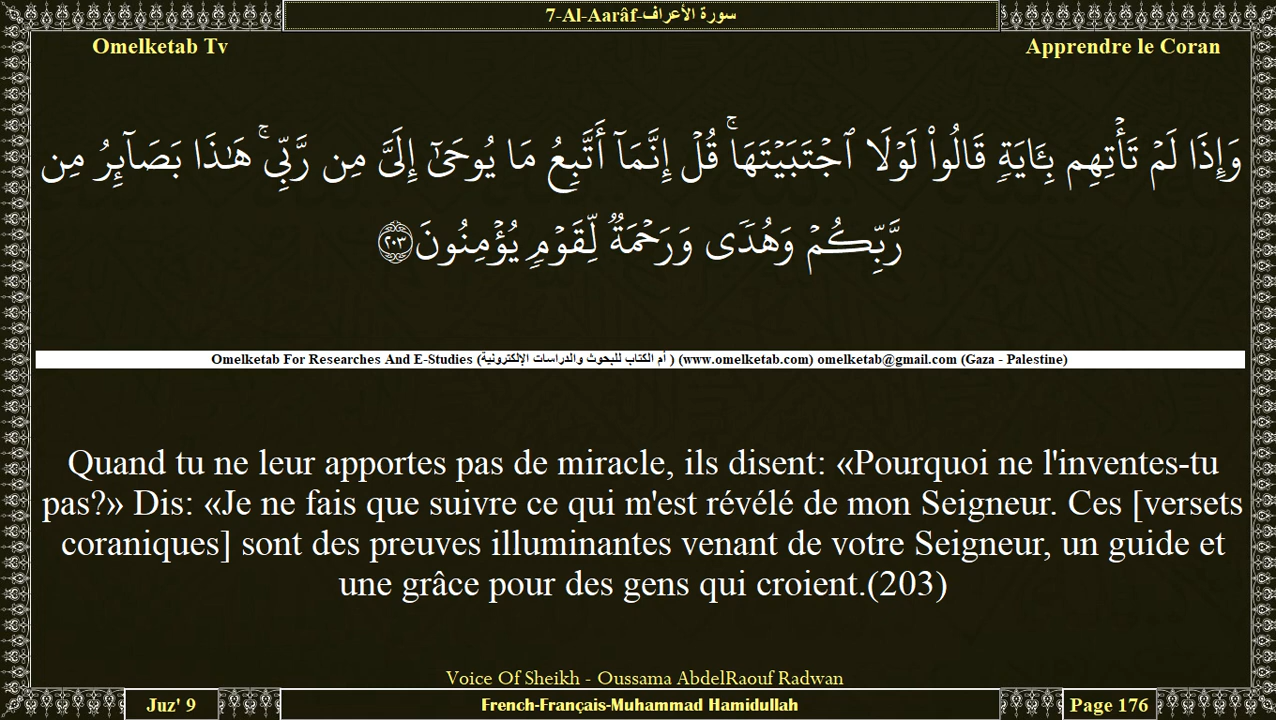 7-Al-Aarâf-سورة الأعراف
Omelketab Tv
Apprendre le Coran
وَإِذَا لَمْ تَأْتِهِم بِـَٔايَةٍۢ قَالُوا۟ لَوْلَا ٱجْتَبَيْتَهَا ۚ قُلْ إِنَّمَآ أَتَّبِعُ مَا يُوحَىٰٓ إِلَىَّ مِن رَّبِّى ۚ هَـٰذَا بَصَآئِرُ مِن
رَّبِّكُمْ وَهُدًۭى وَرَحْمَةٌۭ لِّقَوْمٍۢ يُؤْمِنُونَ ٢٠٣
Omelketab For Researches And E-Studies (أم الكتاب للبحوث والدراسات الإلكترونية ) (www.omelketab.com) omelketab@gmail.com (Gaza - Palestine)
Quand tu ne leur apportes pas de miracle, ils disent: «Pourquoi ne l'inventes-tu
pas?» Dis: «Je ne fais que suivre ce qui m'est révélé de mon Seigneur. Ces [versets
coraniques] sont des preuves illuminantes venant de votre Seigneur, un guide et
une grâce pour des gens qui croient.(203)
Voice Of Sheikh - Oussama AbdelRaouf Radwan
Juz' 9
French-Français-Muhammad Hamidullah
Page 176